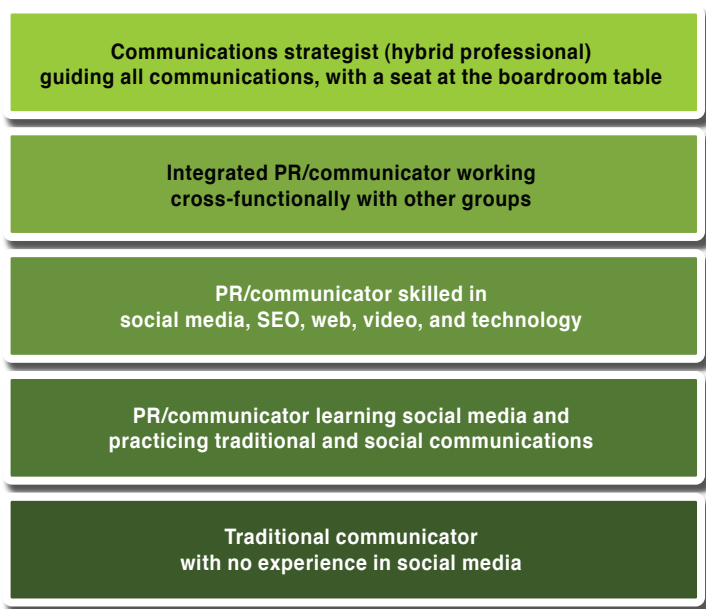 Communications strategist (hybrid professional)
guiding all communications, with a seat at the boardroom table
Integrated PR/communicator working
cross-functionally with other groups
PR/communicator skilled in
social media, SEO, web, video, and technology
PR/communicator learning social media and
practicing traditional and social communications
Traditional communicator
with no experience in social media